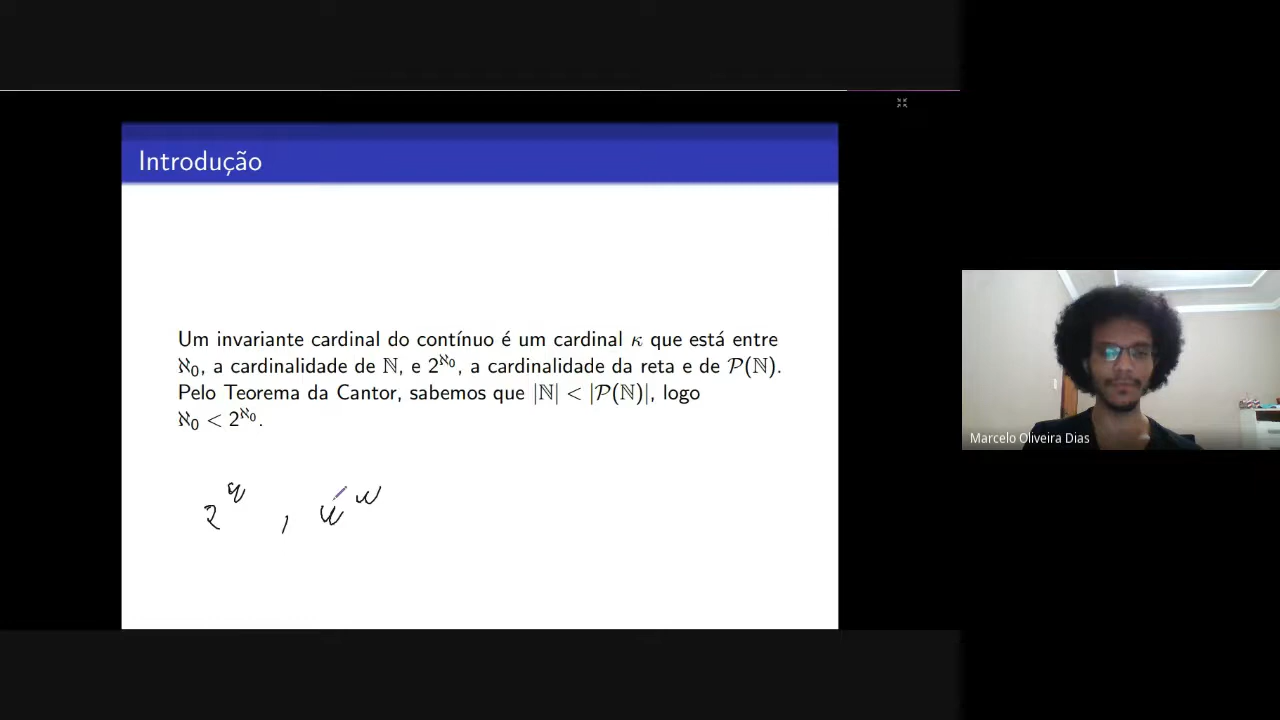 Introdução
Um invariante cardinal do contínuo é um cardinal κ que está entre
ℵ₀, a cardinalidade de ℕ, e 2^ℵ₀, a cardinalidade da reta e de 𝒫(ℕ).
Pelo Teorema da Cantor, sabemos que |ℕ| < |𝒫(ℕ)|, logo
ℵ₀ < 2^ℵ₀.
2^ω , ω^ω
Marcelo Oliveira Dias